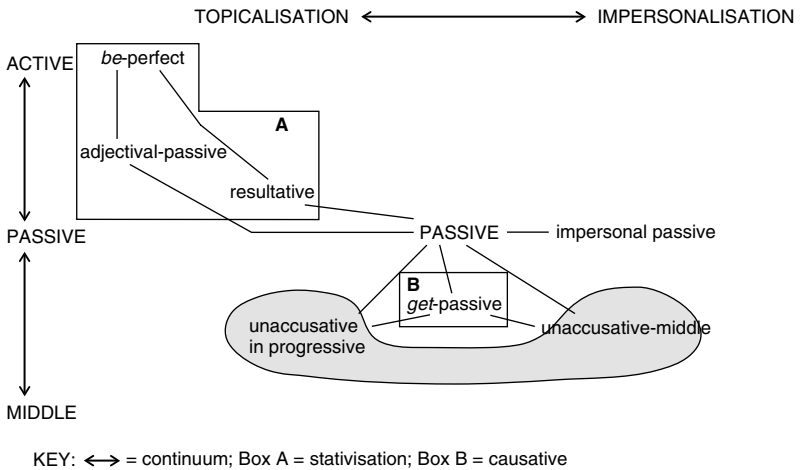 TOPICALISATION ⟷ IMPERSONALISATION
ACTIVE
be-perfect
A
adjectival-passive
resultative
PASSIVE
PASSIVE
impersonal passive
B
get-passive
unaccusative
in progressive
unaccusative-middle
MIDDLE
KEY: ⟷ = continuum; Box A = stativisation; Box B = causative